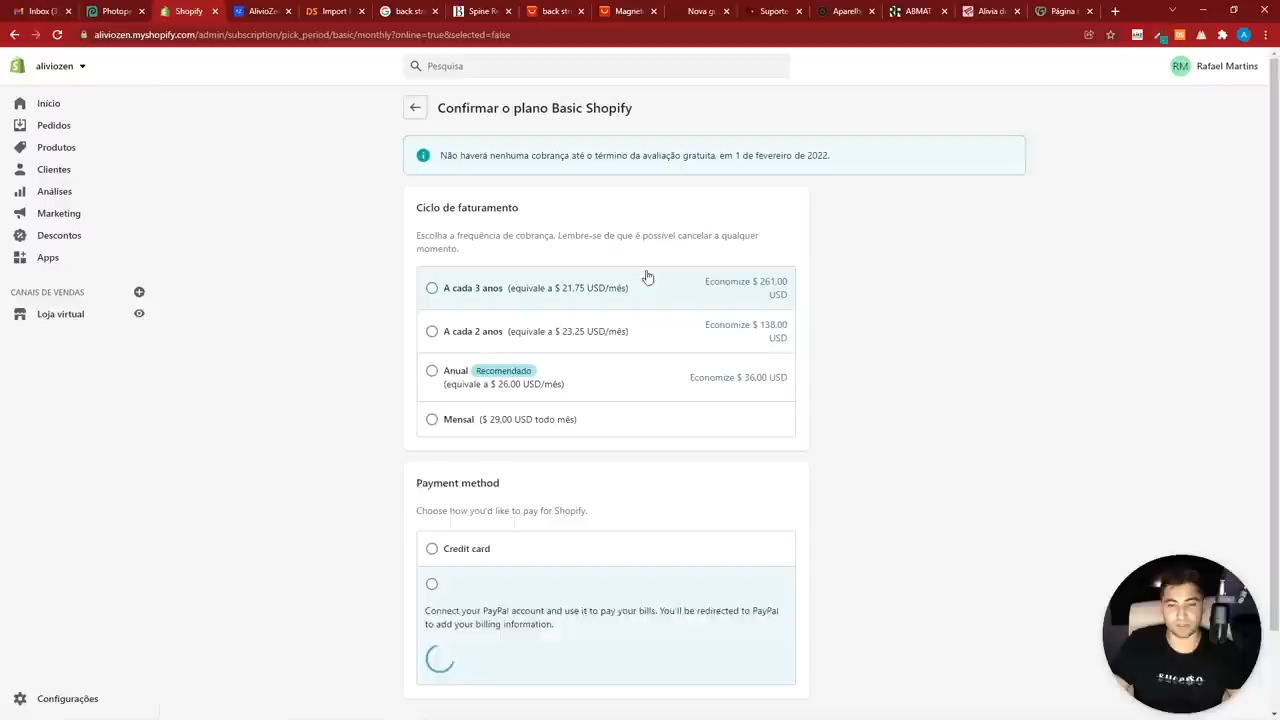 Inbox (3
Photop
Shopify
AlivioZe
DS Import I
back str
Spine Re
back str
Magnet
Nova gu
Suporte
Aparelh
ABMAT
Alivia d
Página i
aliviozen.myshopify.com/admin/subscription/pick_period/basic/monthly?online=true&selected=false
aliviozen
Pesquisa
RM Rafael Martins
Início
Pedidos
Produtos
Clientes
Análises
Marketing
Descontos
Apps
CANAIS DE VENDAS
Loja virtual
Configurações
Confirmar o plano Basic Shopify
Não haverá nenhuma cobrança até o término da avaliação gratuita, em 1 de fevereiro de 2022.
Ciclo de faturamento
Escolha a frequência de cobrança. Lembre-se de que é possível cancelar a qualquer
momento.
A cada 3 anos (equivale a $ 21,75 USD/mês)
Economize $ 261,00
USD
A cada 2 anos (equivale a $ 23,25 USD/mês)
Economize $ 138,00
USD
Anual Recomendado
(equivale a $ 26,00 USD/mês)
Economize $ 36,00 USD
Mensal ($ 29,00 USD todo mês)
Payment method
Choose how you'd like to pay for Shopify.
Credit card
Connect your PayPal account and use it to pay your bills. You'll be redirected to PayPal
to add your billing information.